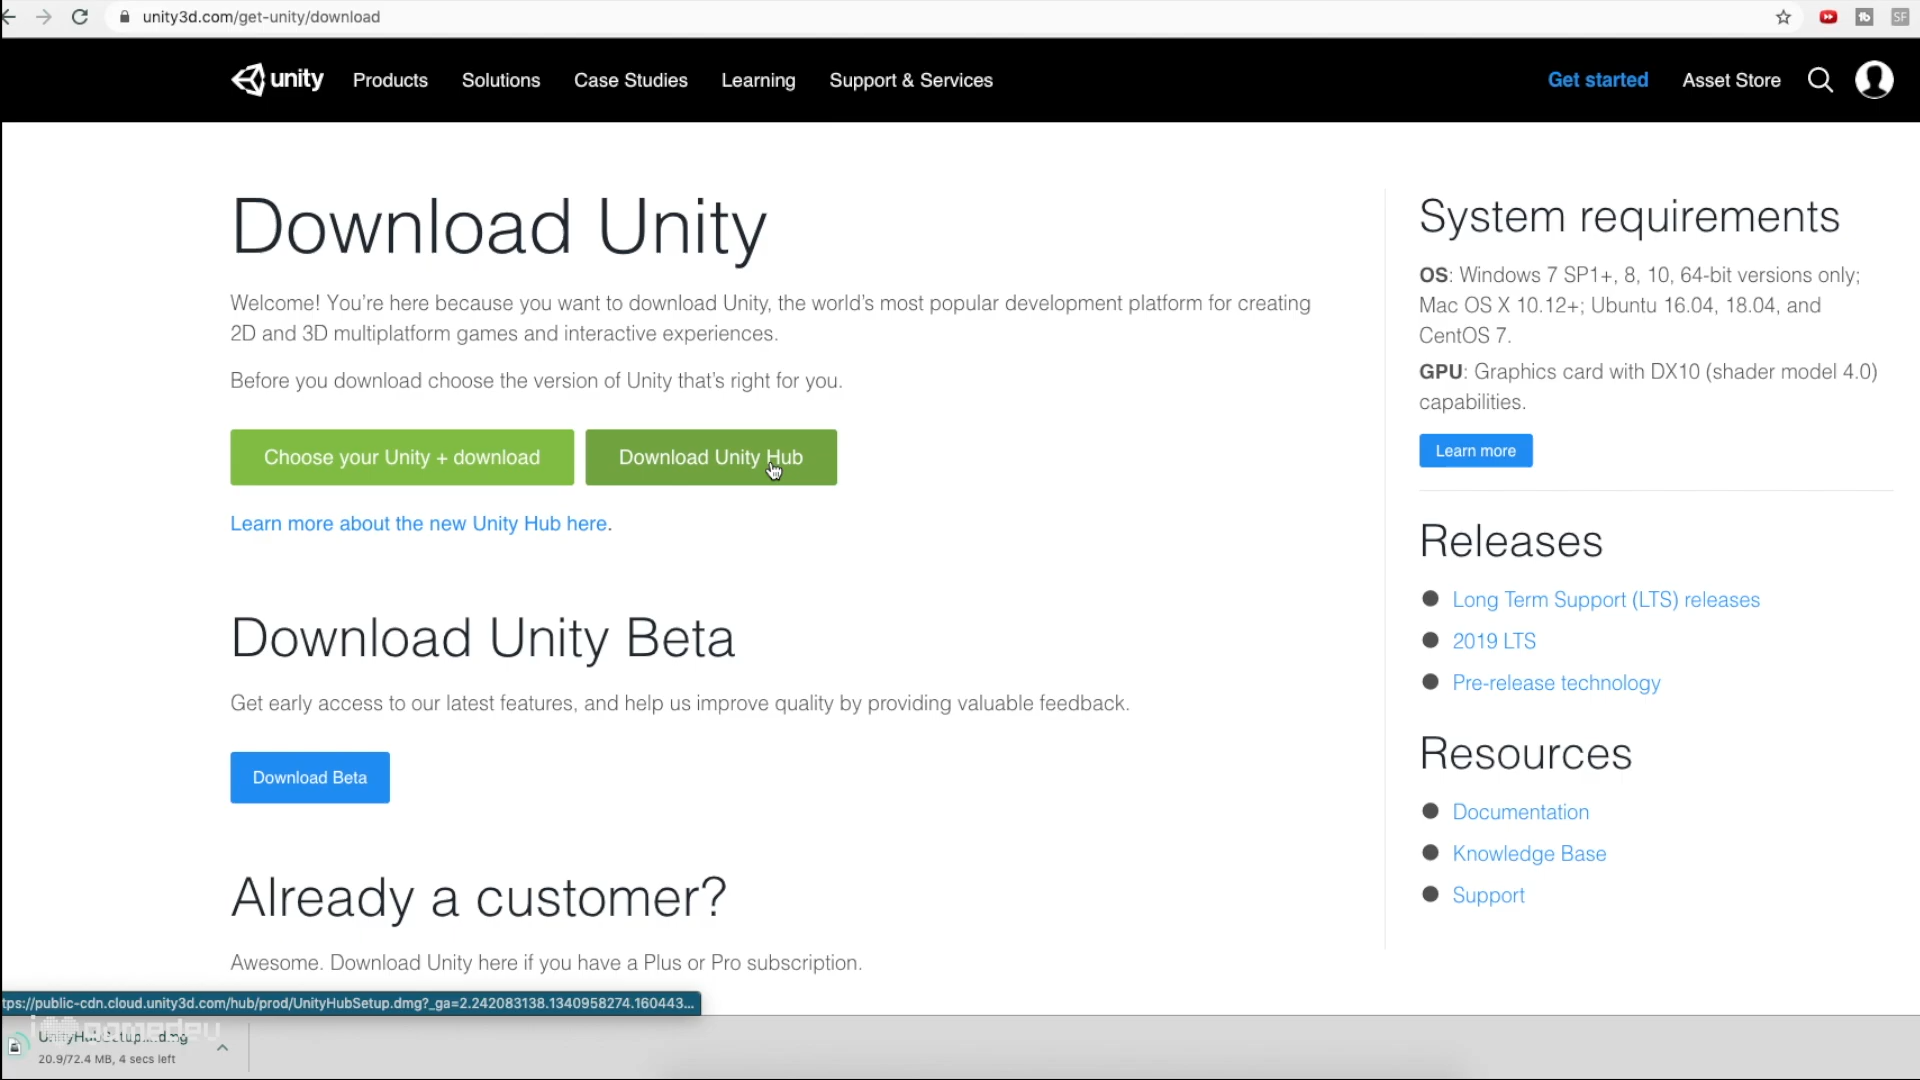 unity3d.com/get-unity/download
SF
unity Products Solutions Case Studies Learning Support & Services Get started Asset Store
Download Unity
Welcome! You're here because you want to download Unity, the world's most popular development platform for creating
2D and 3D multiplatform games and interactive experiences.
Before you download choose the version of Unity that's right for you.
Choose your Unity + download Download Unity Hub
Learn more about the new Unity Hub here.
Download Unity Beta
Get early access to our latest features, and help us improve quality by providing valuable feedback.
Download Beta
Already a customer?
Awesome. Download Unity here if you have a Plus or Pro subscription.
System requirements
OS: Windows 7 SP1+, 8, 10, 64-bit versions only;
Mac OS X 10.12+; Ubuntu 16.04, 18.04, and
CentOS 7.
GPU: Graphics card with DX10 (shader model 4.0)
capabilities.
Learn more
Releases
Long Term Support (LTS) releases
2019 LTS
Pre-release technology
Resources
Documentation
Knowledge Base
Support
tps://public-cdn.cloud.unity3d.com/hub/prod/UnityHubSetup.dmg?_ga=2.242083138.1340958274.160443...
gamedev
UnityHubSetup....dmg
20.9/72.4 MB, 4 secs left